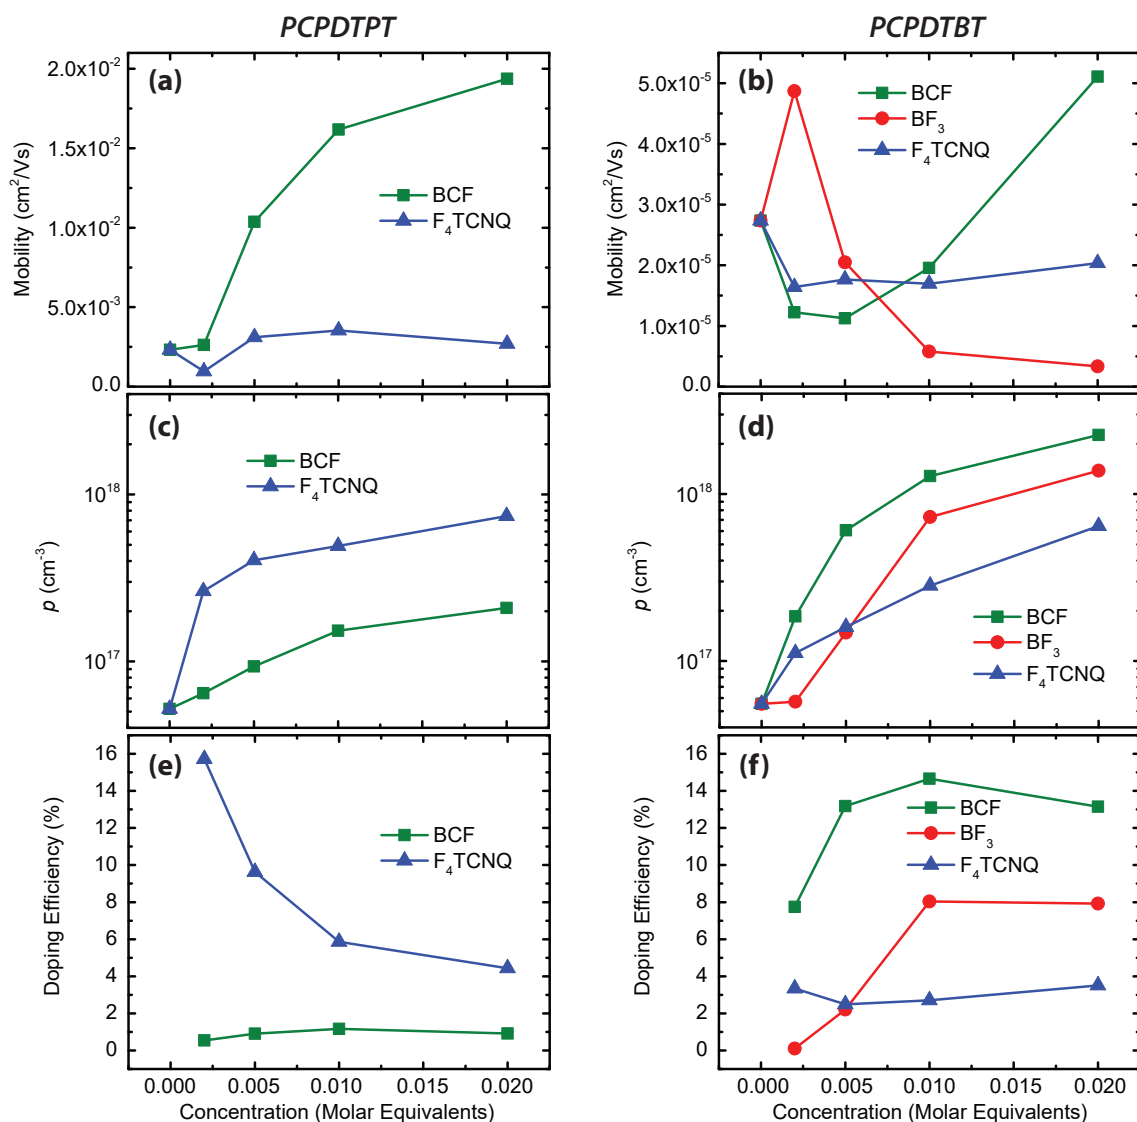 PCPDTPT
PCPDTBT
(a)
2.0x10⁻²
1.5x10⁻²
1.0x10⁻²
5.0x10⁻³
0.0
Mobility (cm²/Vs)
BCF
F₄TCNQ
(b)
5.0x10⁻⁵
4.0x10⁻⁵
3.0x10⁻⁵
2.0x10⁻⁵
1.0x10⁻⁵
0.0
Mobility (cm²/Vs)
BCF
BF₃
F₄TCNQ
(c)
10¹⁸
10¹⁷
p (cm⁻³)
BCF
F₄TCNQ
(d)
10¹⁸
10¹⁷
p (cm⁻³)
BCF
BF₃
F₄TCNQ
(e)
16
14
12
10
8
6
4
2
0
Doping Efficiency (%)
BCF
F₄TCNQ
0.000 0.005 0.010 0.015 0.020
Concentration (Molar Equivalents)
(f)
16
14
12
10
8
6
4
2
0
Doping Efficiency (%)
BCF
BF₃
F₄TCNQ
0.000 0.005 0.010 0.015 0.020
Concentration (Molar Equivalents)